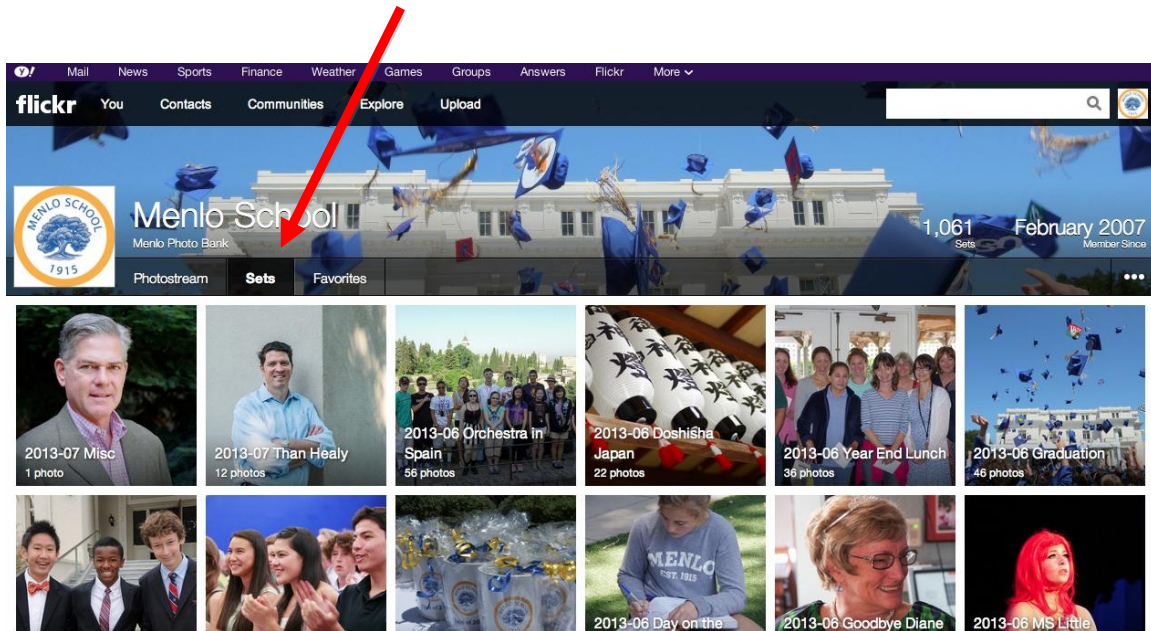 Y!
Mail News Sports Finance Weather Games Groups Answers Flickr More
flickr You Contacts Communities Explore Upload
MENLO SCHOOL
1915
Menlo School
Menlo Photo Bank
1,061
Sets
February 2007
Member Since
Photostream Sets Favorites
2013-07 Misc
1 photo
2013-07 Than Healy
12 photos
2013-06 Orchestra in
Spain
56 photos
2013-06 Doshisha
Japan
22 photos
2013-06 Year End Lunch
36 photos
2013-06 Graduation
46 photos
MENLO
EST. 1915
2013-06 Day on the
2013-06 Goodbye Diane
2013-06 MS Little